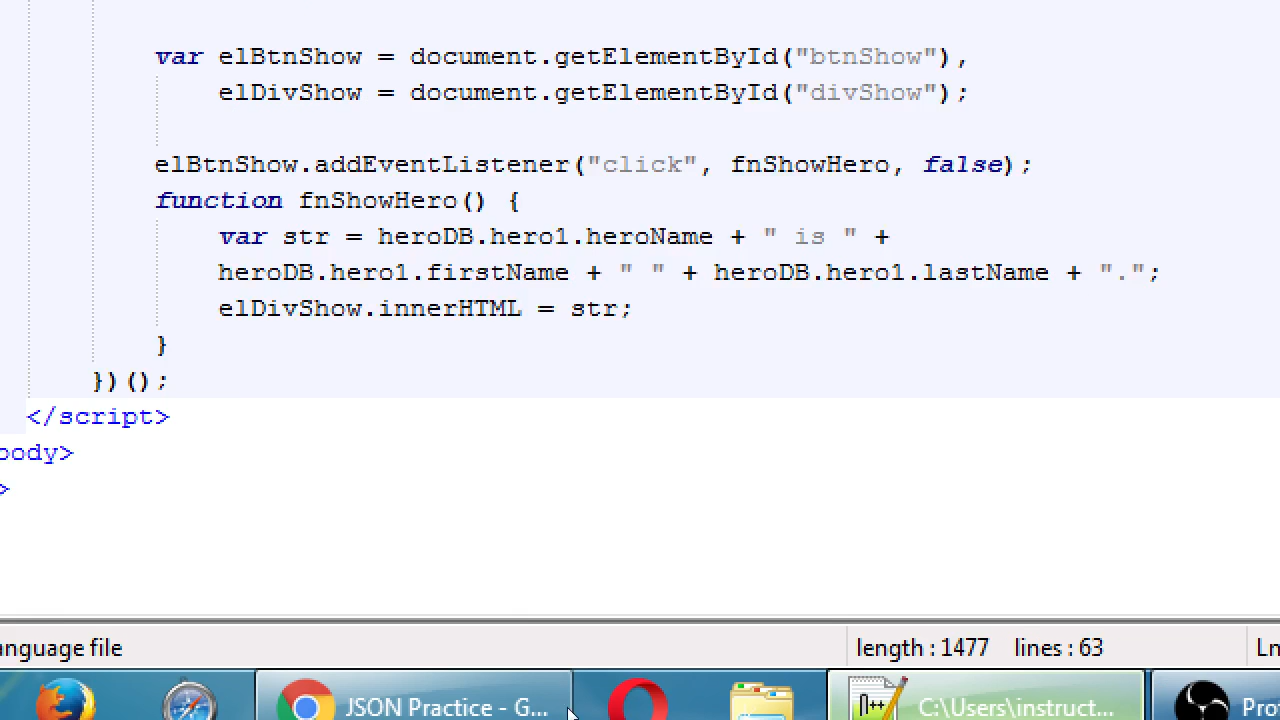 var elBtnShow = document.getElementById("btnShow"),
elDivShow = document.getElementById("divShow");
elBtnShow.addEventListener("click", fnShowHero, false);
function fnShowHero() {
var str = heroDB.hero1.heroName + " is " +
heroDB.hero1.firstName + " " + heroDB.hero1.lastName + ".";
elDivShow.innerHTML = str;
}
})();
</script>
body>
>
anguage file length : 1477 lines : 63 Ln
JSON Practice - G... C:\Users\instruct... Pro